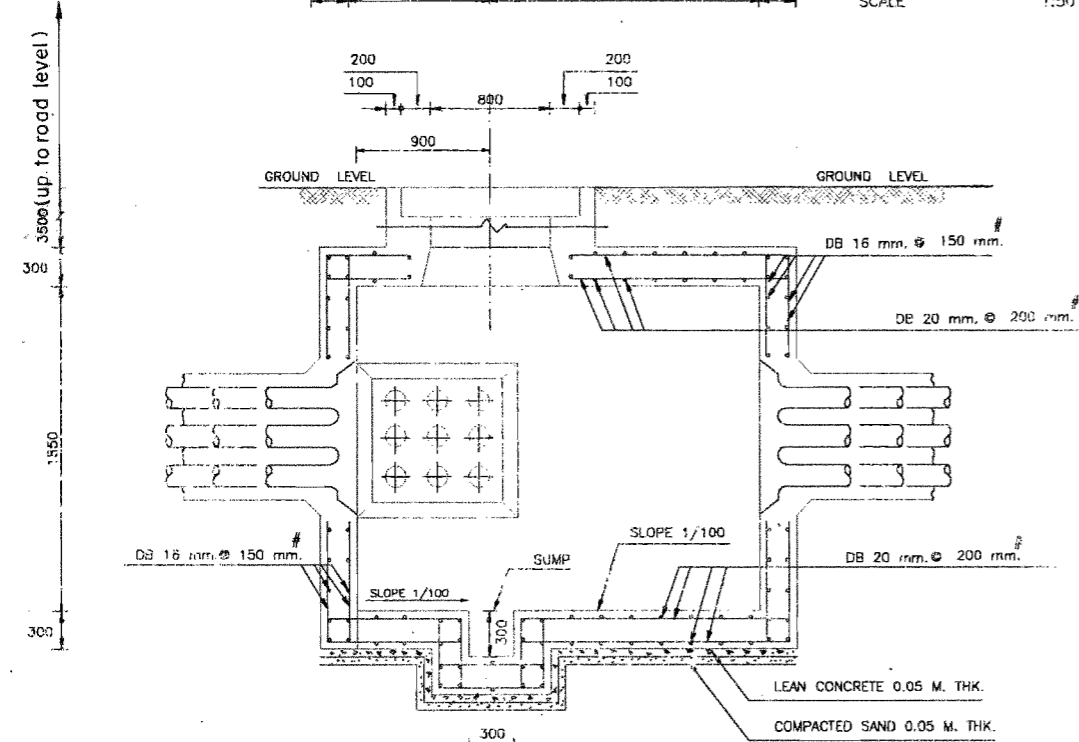 SCALE 1:50
200 200
100 800 100
900
GROUND LEVEL GROUND LEVEL
3500(up to road level)
DB 16 mm. @ 150 mm.#
300
DB 20 mm. @ 200 mm.#
SLOPE 1/100
DB 16 mm. @ 150 mm.#
SUMP
DB 20 mm. @ 200 mm.#
SLOPE 1/100
300
300
LEAN CONCRETE 0.05 M. THK.
COMPACTED SAND 0.05 M. THK.
300